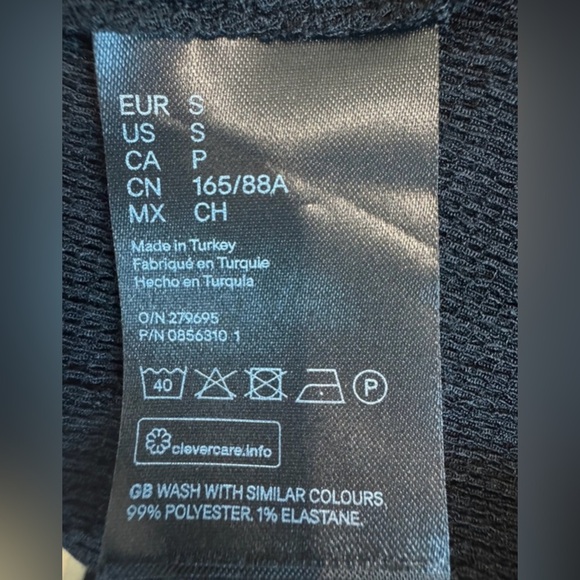 EUR S
US S
CA P
CN 165/88A
MX CH
Made in Turkey
Fabriqué en Turquie
Hecho en Turquía
O/N 279695
P/N 0856310 1
40 P
clevercare.info
GB WASH WITH SIMILAR COLOURS,
99% POLYESTER. 1% ELASTANE.